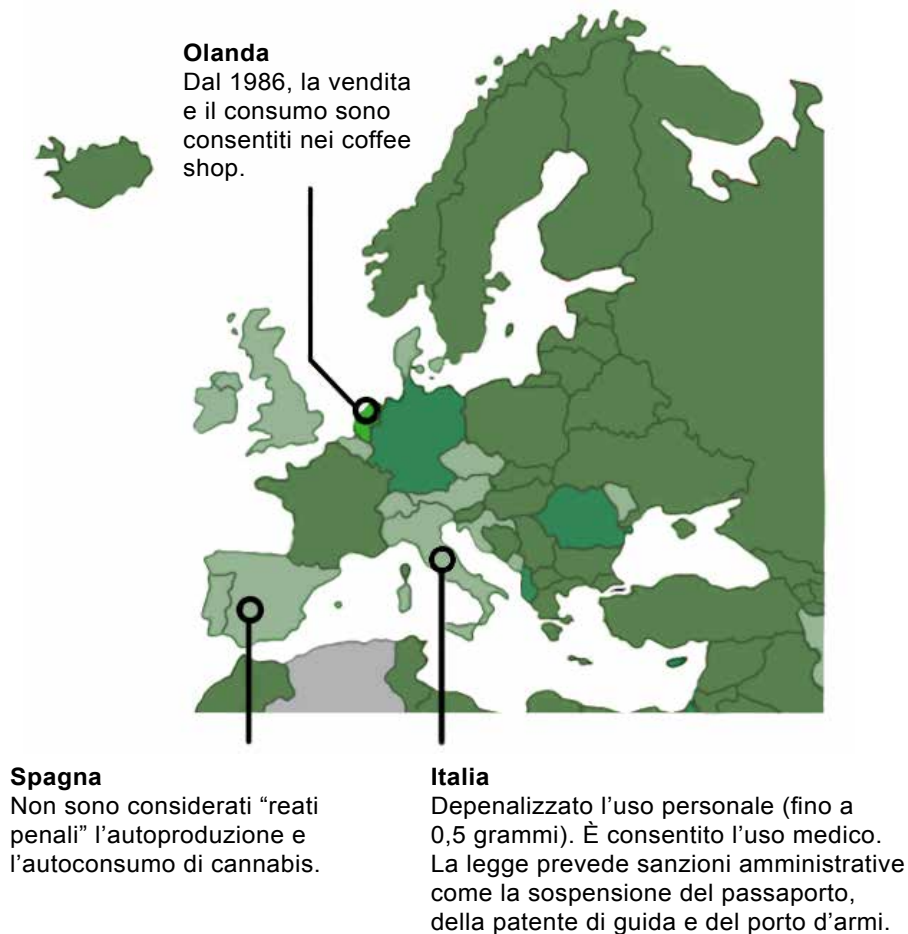 Olanda
Dal 1986, la vendita
e il consumo sono
consentiti nei coffee
shop.
Spagna
Non sono considerati “reati
penali” l’autoproduzione e
l’autoconsumo di cannabis.
Italia
Depenalizzato l’uso personale (fino a
0,5 grammi). È consentito l’uso medico.
La legge prevede sanzioni amministrative
come la sospensione del passaporto,
della patente di guida e del porto d’armi.